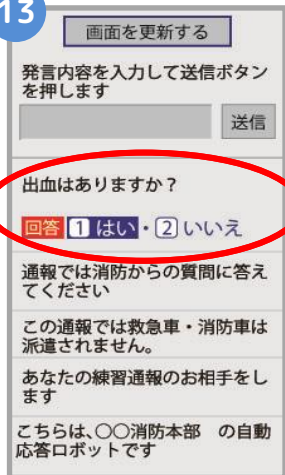 13
画面を更新する
発言内容を入力して送信ボタン
を押します
送信
出血はありますか？
回答 1 はい・2 いいえ
通報では消防からの質問に答え
てください
この通報では救急車・消防車は
派遣されません。
あなたの練習通報のお相手をし
ます
こちらは、〇〇消防本部　の自動
応答ロボットです